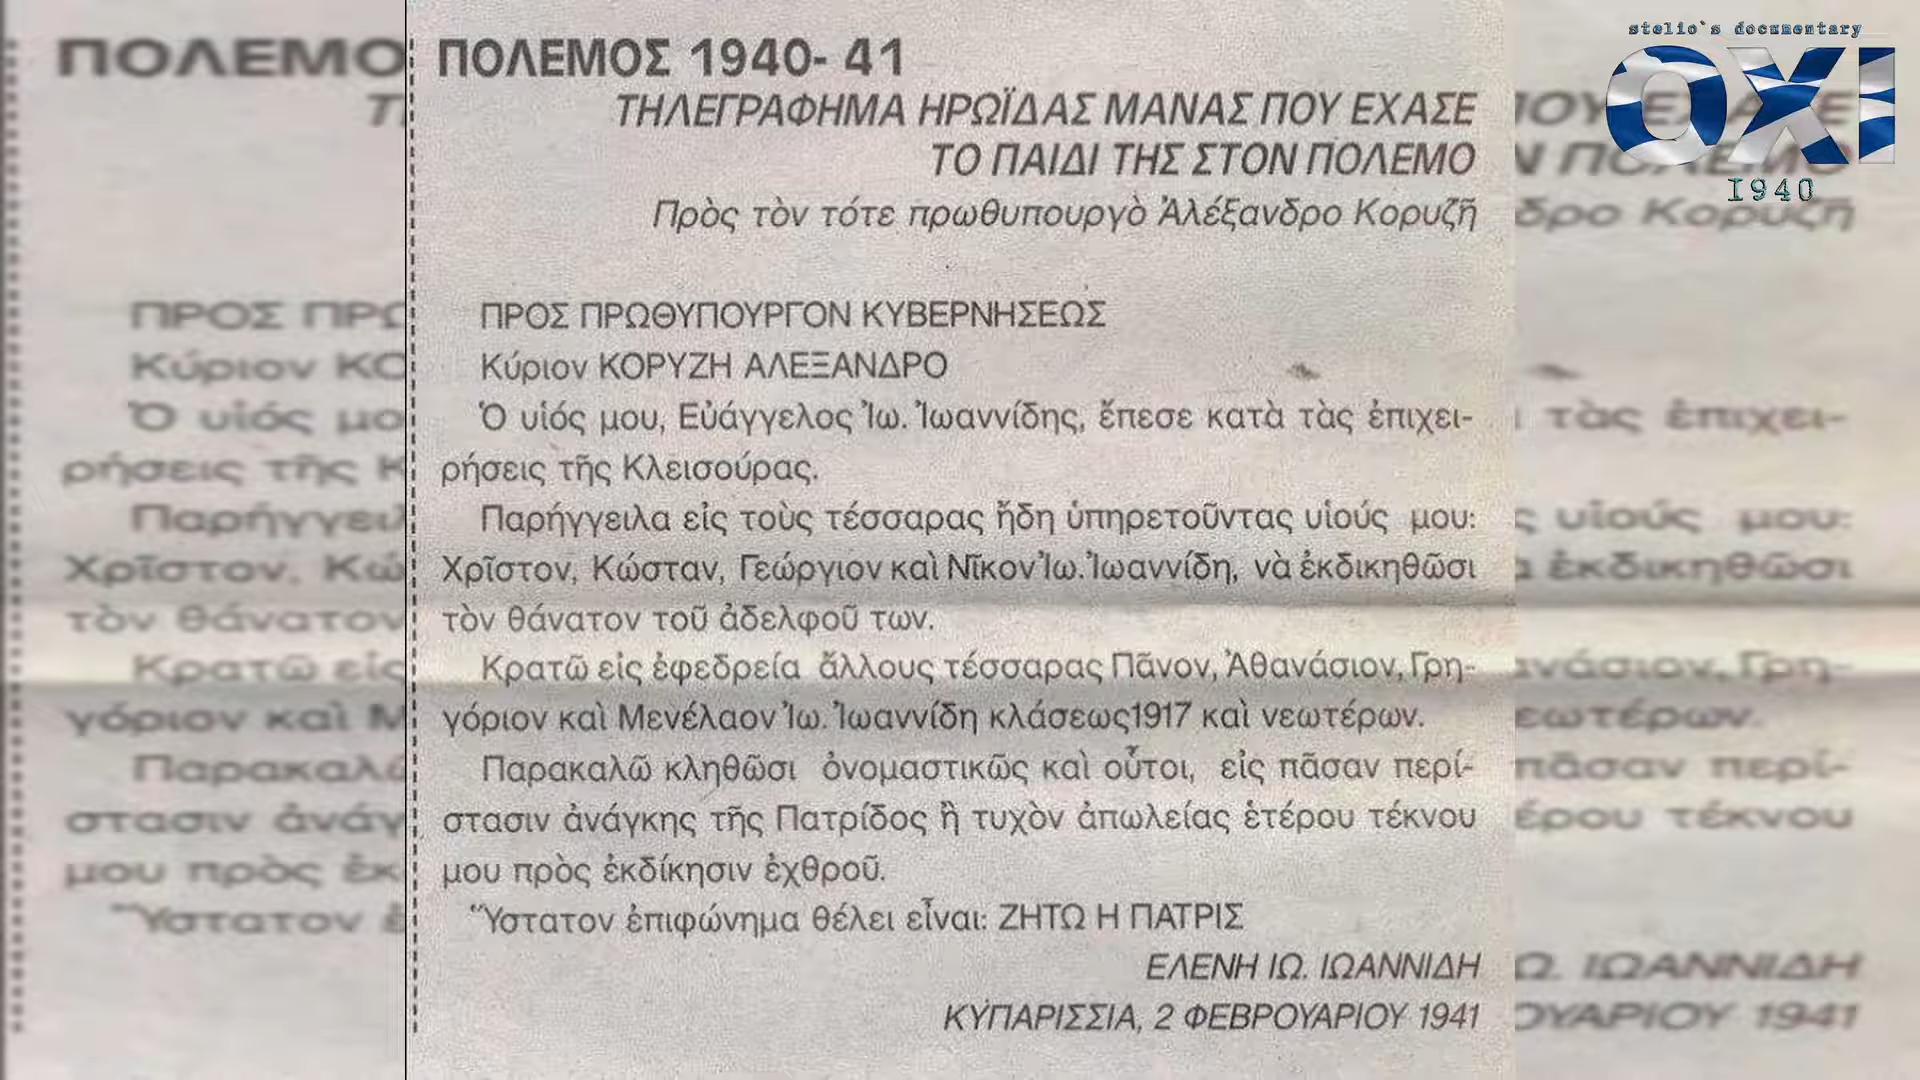 stelio`s documentary
ΟΧΙ
1940
ΠΟΛΕΜΟΣ 1940- 41
ΤΗΛΕΓΡΑΦΗΜΑ ΗΡΩΪΔΑΣ ΜΑΝΑΣ ΠΟΥ ΕΧΑΣΕ
ΤΟ ΠΑΙΔΙ ΤΗΣ ΣΤΟΝ ΠΟΛΕΜΟ
Πρὸς τὸν τότε πρωθυπουργὸ Ἀλέξανδρο Κορυζῆ
ΠΡΟΣ ΠΡΩΘΥΠΟΥΡΓΟΝ ΚΥΒΕΡΝΗΣΕΩΣ
Κύριον ΚΟΡΥΖΗ ΑΛΕΞΑΝΔΡΟ
Ὁ υἱός μου, Εὐάγγελος Ἰω. Ἰωαννίδης, ἔπεσε κατὰ τὰς ἐπιχει-
ρήσεις τῆς Κλεισούρας.
Παρήγγειλα εἰς τοὺς τέσσαρας ἤδη ὑπηρετοῦντας υἱούς μου:
Χρῖστον, Κώσταν, Γεώργιον καὶ Νῖκον Ἰω. Ἰωαννίδη, νὰ ἐκδικηθῶσι
τὸν θάνατον τοῦ ἀδελφοῦ των.
Κρατῶ εἰς ἐφεδρεία ἄλλους τέσσαρας Πᾶνον, Ἀθανάσιον, Γρη-
γόριον καὶ Μενέλαον Ἰω. Ἰωαννίδη κλάσεως 1917 καὶ νεωτέρων.
Παρακαλῶ κληθῶσι ὀνομαστικῶς καὶ οὗτοι, εἰς πᾶσαν περί-
στασιν ἀνάγκης τῆς Πατρίδος ἢ τυχὸν ἀπωλείας ἑτέρου τέκνου
μου πρὸς ἐκδίκησιν ἐχθροῦ.
Ὕστατον ἐπιφώνημα θέλει εἶναι: ΖΗΤΩ Η ΠΑΤΡΙΣ
ΕΛΕΝΗ ΙΩ. ΙΩΑΝΝΙΔΗ
ΚΥΠΑΡΙΣΣΙΑ, 2 ΦΕΒΡΟΥΑΡΙΟΥ 1941